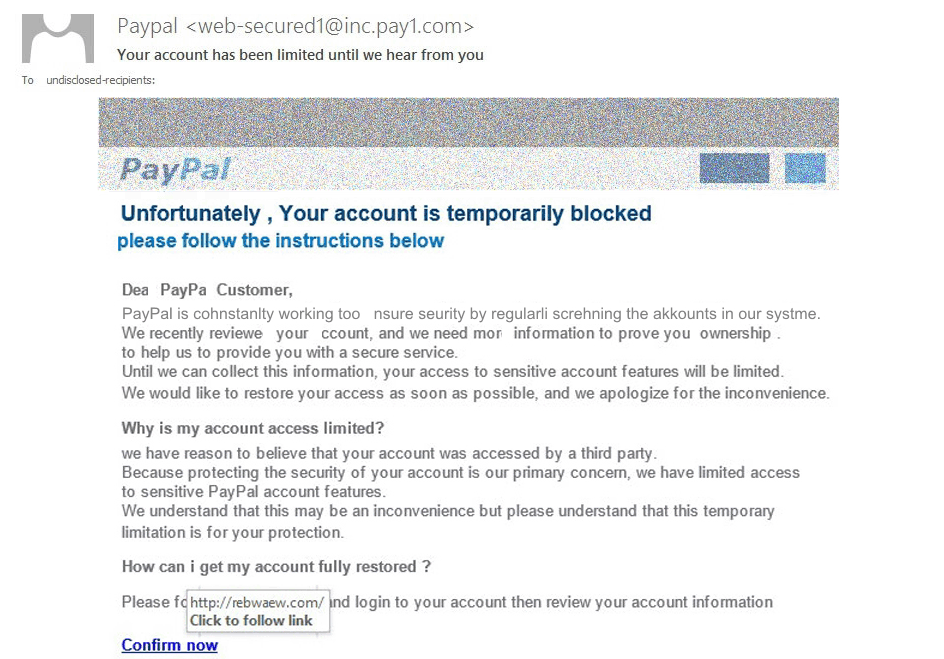 Paypal <web-secured1@inc.pay1.com>
Your account has been limited until we hear from you
To undisclosed-recipients:
PayPal
Unfortunately , Your account is temporarily blocked
please follow the instructions below
Dea PayPa Customer,
PayPal is cohnstanlty working too nsure seurity by regularli screhning the akkounts in our systme.
We recently reviewe your ccount, and we need mor information to prove you ownership .
to help us to provide you with a secure service.
Until we can collect this information, your access to sensitive account features will be limited.
We would like to restore your access as soon as possible, and we apologize for the inconvenience.
Why is my account access limited?
we have reason to believe that your account was accessed by a third party.
Because protecting the security of your account is our primary concern, we have limited access
to sensitive PayPal account features.
We understand that this may be an inconvenience but please understand that this temporary
limitation is for your protection.
How can i get my account fully restored ?
Please fo nd login to your account then review your account information
http://rebwaew.com/
Click to follow link
Confirm now